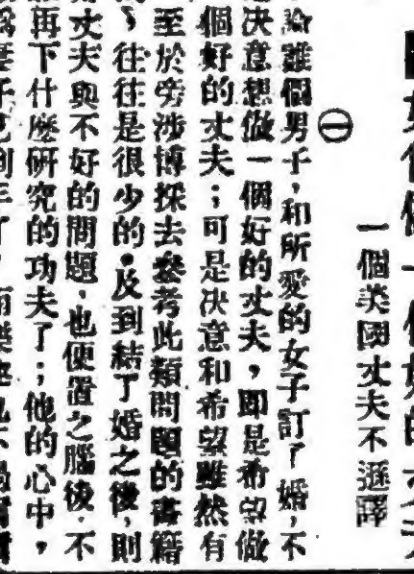 一個美國丈夫不遜譯
㊀
論誰個男子，和所愛的女子訂了婚，不
決意想做一個好的丈夫，卽是希望做
個好的丈夫；可是決意和希望雖然有
至於旁涉博採去參考此類問題的書籍
，往往是很少的。及到結了婚之後，則
丈夫與不好的問題，也便置之腦後，不
再下什麽硏究的功夫了；他的心中，